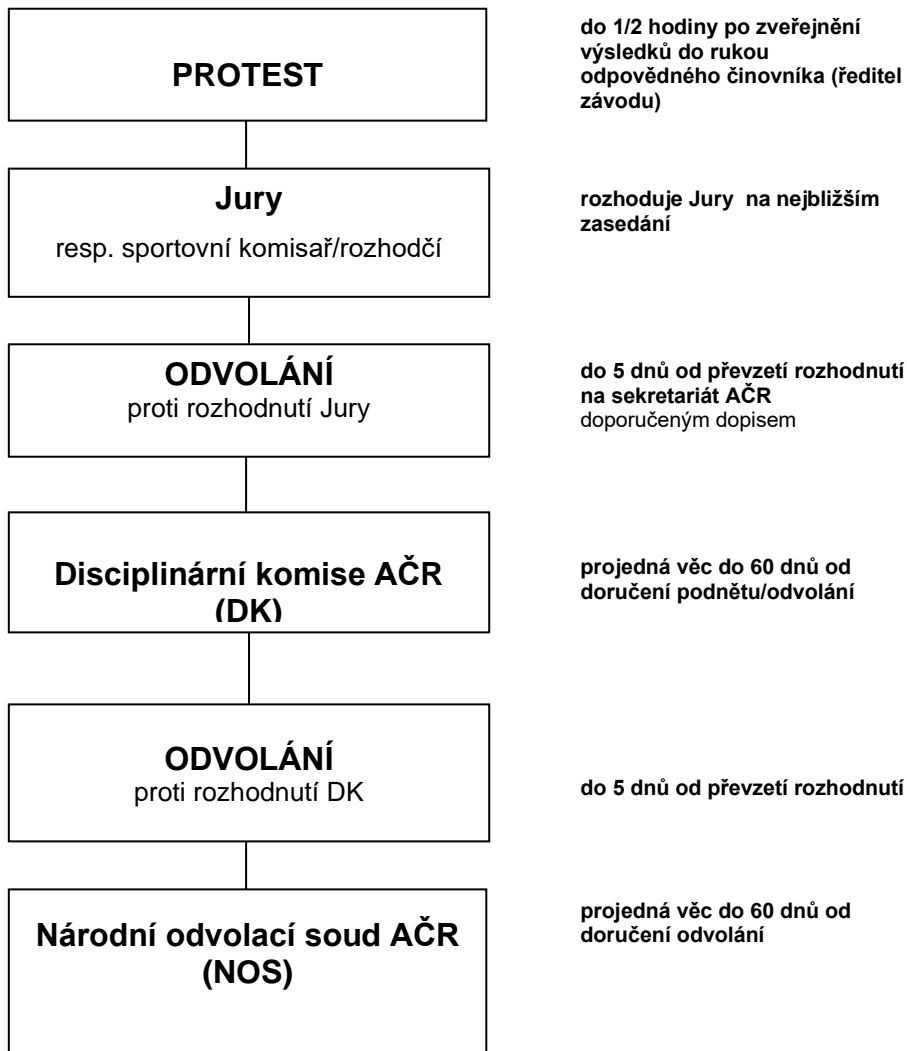 PROTEST
do 1/2 hodiny po zveřejnění
výsledků do rukou
odpovědného činovníka (ředitel
závodu)
Jury
resp. sportovní komisař/rozhodčí
rozhoduje Jury na nejbližším
zasedání
ODVOLÁNÍ
proti rozhodnutí Jury
do 5 dnů od převzetí rozhodnutí
na sekretariát AČR
doporučeným dopisem
Disciplinární komise AČR
(DK)
projedná věc do 60 dnů od
doručení podnětu/odvolání
ODVOLÁNÍ
proti rozhodnutí DK
do 5 dnů od převzetí rozhodnutí
Národní odvolací soud AČR
(NOS)
projedná věc do 60 dnů od
doručení odvolání